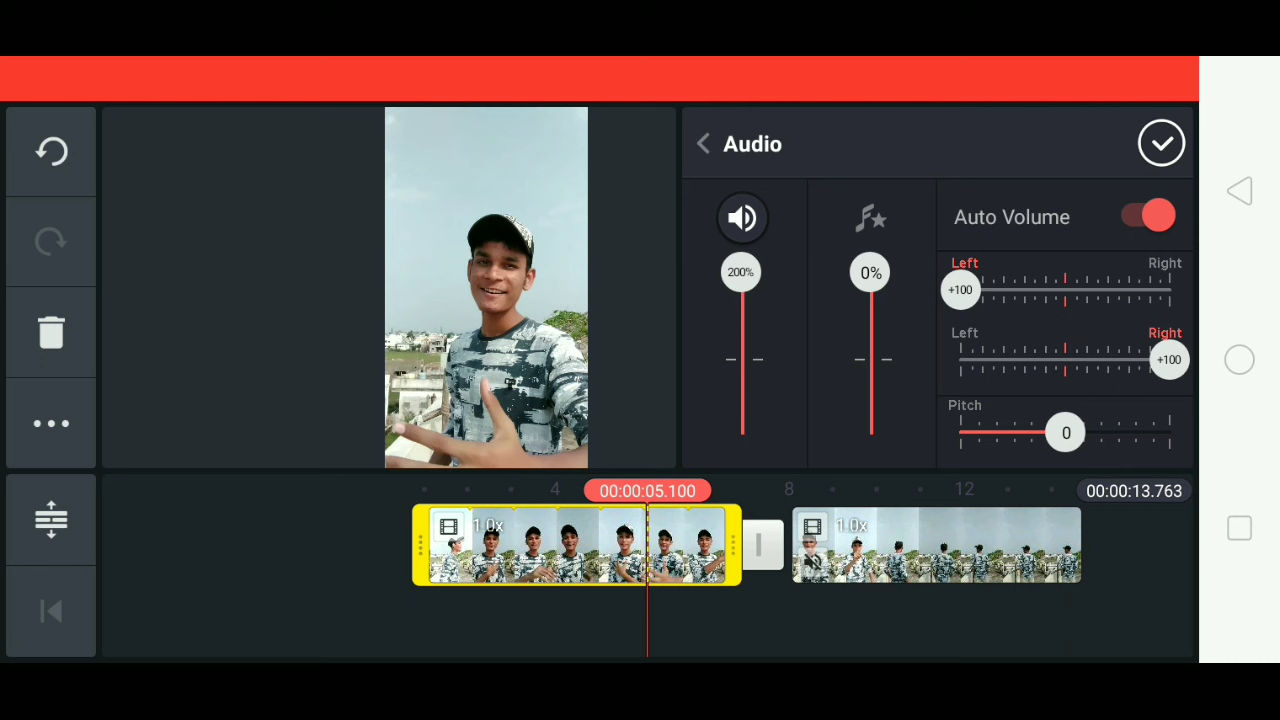 Audio
Auto Volume
200%
0%
Left Right
+100
Left Right
+100
Pitch
0
4 00:00:05.100 8 12 00:00:13.763
1.0x 1.0x